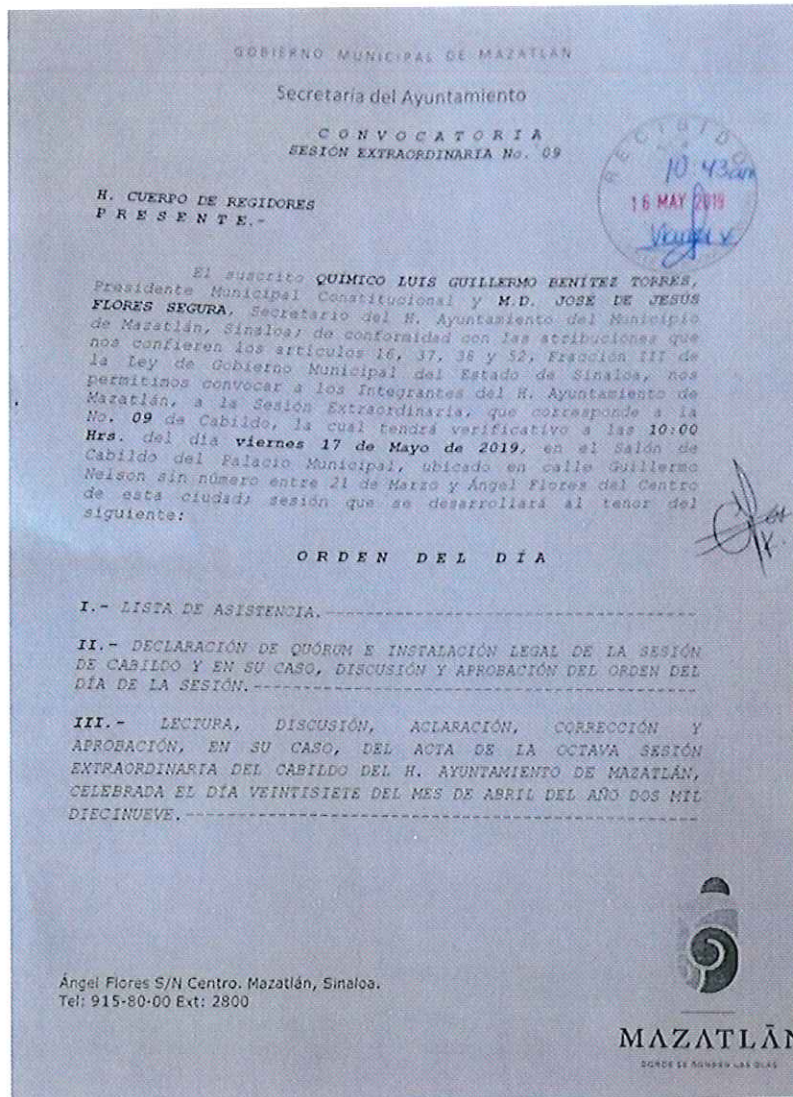 GOBIERNO MUNICIPAL DE MAZATLÁN
Secretaría del Ayuntamiento
C O N V O C A T O R I A
SESIÓN EXTRAORDINARIA No. 09
RECIBIDO
10:43am
16 MAY 2019
H. CUERPO DE REGIDORES
P R E S E N T E.-
El suscrito QUÍMICO LUIS GUILLERMO BENÍTEZ TORRES,
Presidente Municipal Constitucional y M.D. JOSÉ DE JESÚS
FLORES SEGURA, Secretario del H. Ayuntamiento del Municipio
de Mazatlán, Sinaloa; de conformidad con las atribuciones que
nos confieren los artículos 16, 37, 38 y 52, Fracción III de
la Ley de Gobierno Municipal del Estado de Sinaloa, nos
permitimos convocar a los Integrantes del H. Ayuntamiento de
Mazatlán, a la Sesión Extraordinaria, que corresponde a la
No. 09 de Cabildo, la cual tendrá verificativo a las 10:00
Hrs. del día viernes 17 de Mayo de 2019, en el Salón de
Cabildo del Palacio Municipal, ubicado en calle Guillermo
Nelson sin número entre 21 de Marzo y Ángel Flores del Centro
de esta ciudad; sesión que se desarrollará al tenor del
siguiente:
O R D E N D E L D Í A
I.- LISTA DE ASISTENCIA.--------------------------------------
II.- DECLARACIÓN DE QUÓRUM E INSTALACIÓN LEGAL DE LA SESIÓN
DE CABILDO Y EN SU CASO, DISCUSIÓN Y APROBACIÓN DEL ORDEN DEL
DÍA DE LA SESIÓN.---------------------------------------------
III.- LECTURA, DISCUSIÓN, ACLARACIÓN, CORRECCIÓN Y
APROBACIÓN, EN SU CASO, DEL ACTA DE LA OCTAVA SESIÓN
EXTRAORDINARIA DEL CABILDO DEL H. AYUNTAMIENTO DE MAZATLÁN,
CELEBRADA EL DÍA VEINTISIETE DEL MES DE ABRIL DEL AÑO DOS MIL
DIECINUEVE.---------------------------------------------------
Ángel Flores S/N Centro. Mazatlán, Sinaloa.
Tel: 915-80-00 Ext: 2800
MAZATLÁN
DONDE SE ROMPEN LAS OLAS